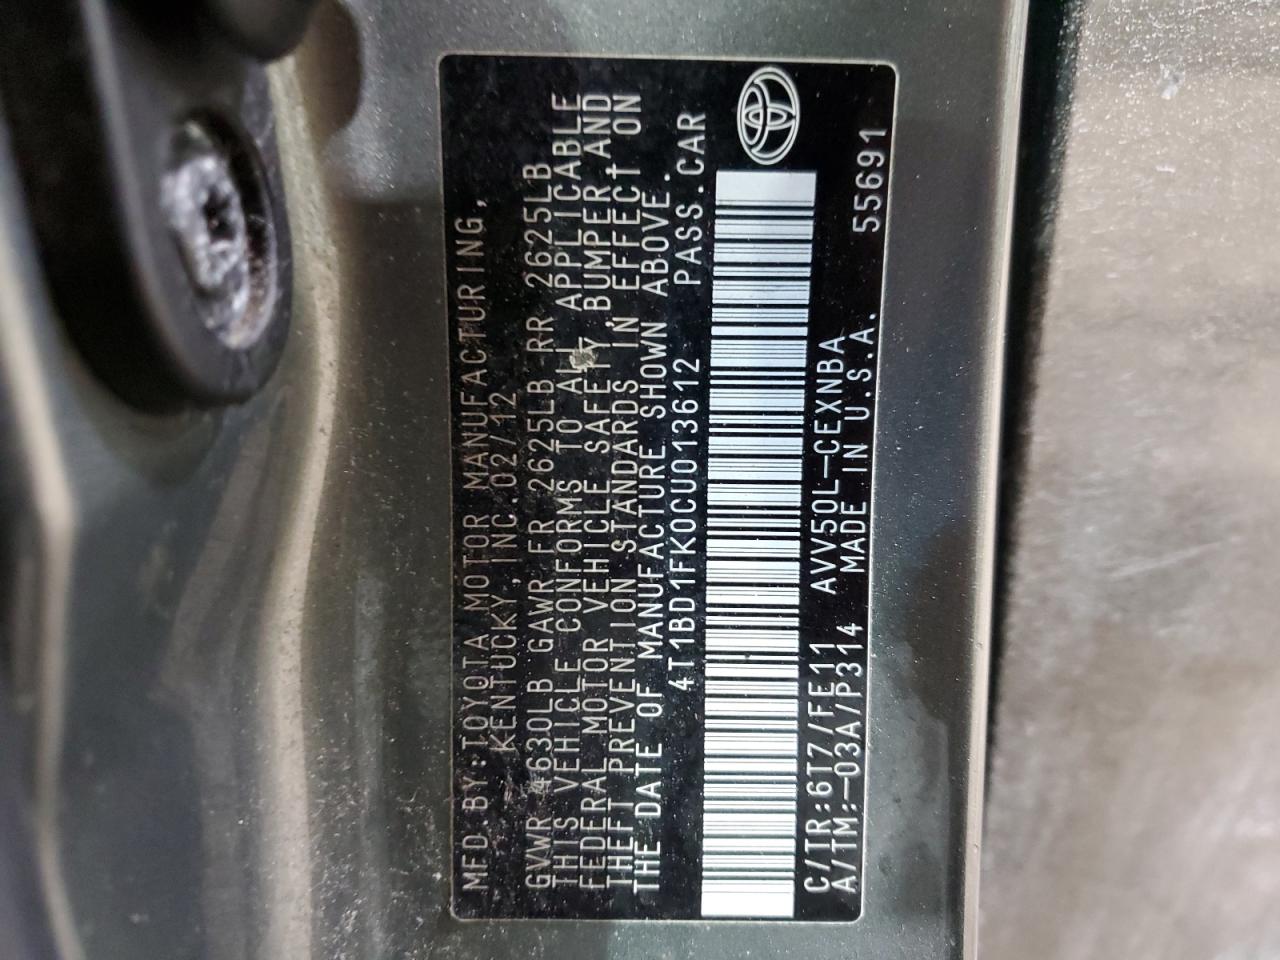 MFD. BY:TOYOTA MOTOR MANUFACTURING,
KENTUCKY, INC. 02/12
GVWR 4630LB GAWR FR 2625LB RR 2625LB
THIS VEHICLE CONFORMS TO ALL APPLICABLE
FEDERAL MOTOR VEHICLE SAFETY, BUMPER, AND
THEFT PREVENTION STANDARDS IN EFFECT ON
THE DATE OF MANUFACTURE SHOWN ABOVE.
4T1BD1FK0CU013612 PASS.CAR
C/TR:6T7/FE11 AVV50L-CEXNBA
A/TM:-03A/P314 MADE IN U.S.A. 55691